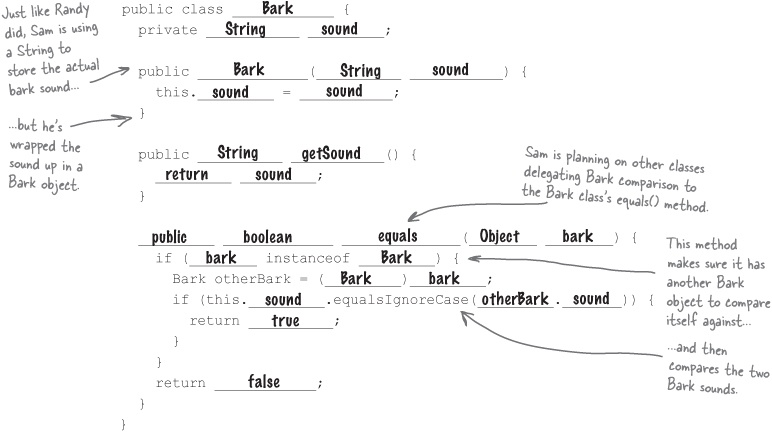 Just like Randy
did, Sam is using
a String to
store the actual
bark sound...
...but he's
wrapped the
sound up in a
Bark object.
public class Bark {
private String sound;
public Bark (String sound) {
this.sound = sound;
}
public String getSound() {
return sound;
}
Sam is planning on other classes
delegating Bark comparison to
the Bark class's equals() method.
public boolean equals (Object bark) {
if (bark instanceof Bark) {
Bark otherBark = (Bark)bark;
if (this.sound.equalsIgnoreCase(otherBark.sound)) {
return true;
}
}
return false;
}
}
This method
makes sure it has
another Bark
object to compare
itself against...
...and then
compares the two
Bark sounds.